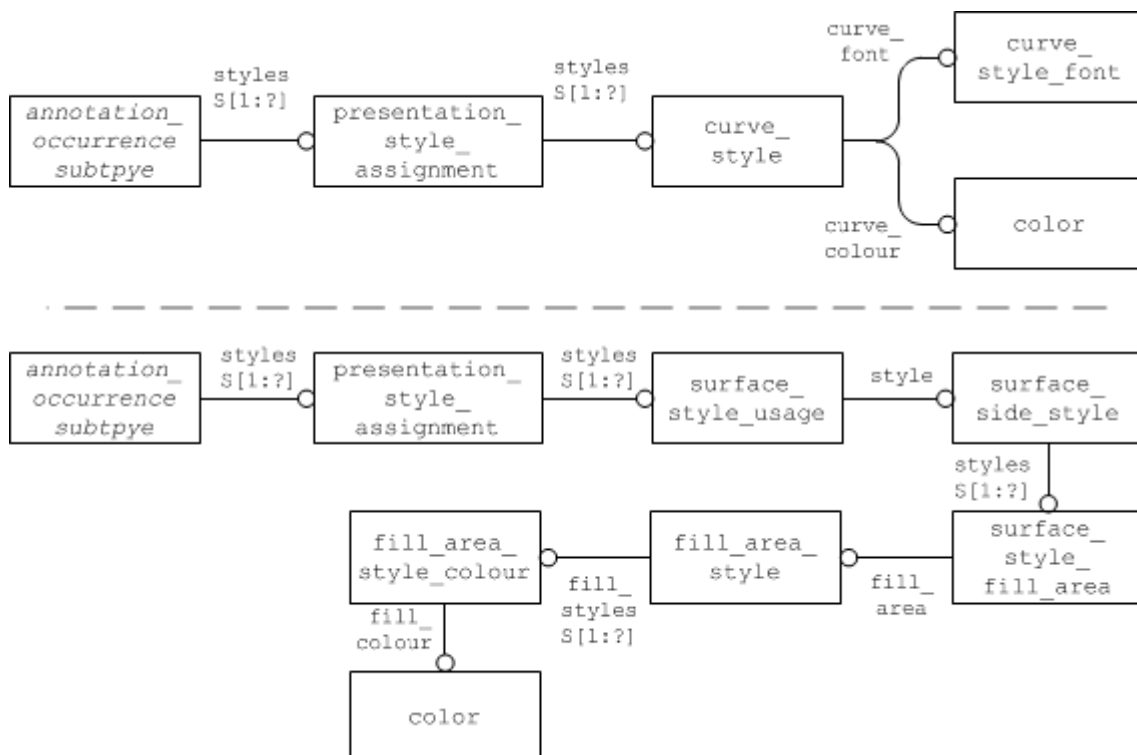 curve_
font
curve_
style_font
styles
S[1:?]
styles
S[1:?]
annotation_
occurrence
subtpye
presentation_
style_
assignment
curve_
style
curve_
colour
color
annotation_
occurrence
subtpye
styles
S[1:?]
presentation_
style_
assignment
styles
S[1:?]
surface_
style_usage
style
surface_
side_style
styles
S[1:?]
surface_
style_
fill_area
fill_
area
fill_area_
style
fill_
styles
S[1:?]
fill_area_
style_colour
fill_
colour
color